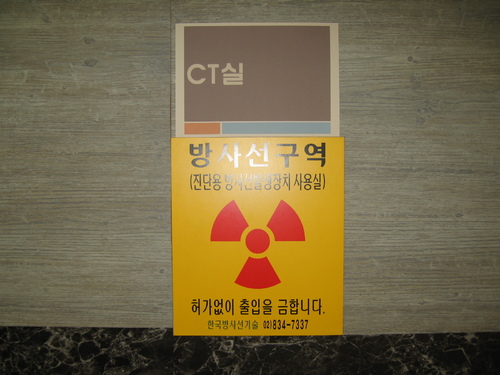 CT실
방사선구역
(진단용 방사선발생장치 사용실)
허가없이 출입을 금합니다.
한국방사선기술 02)834-7337